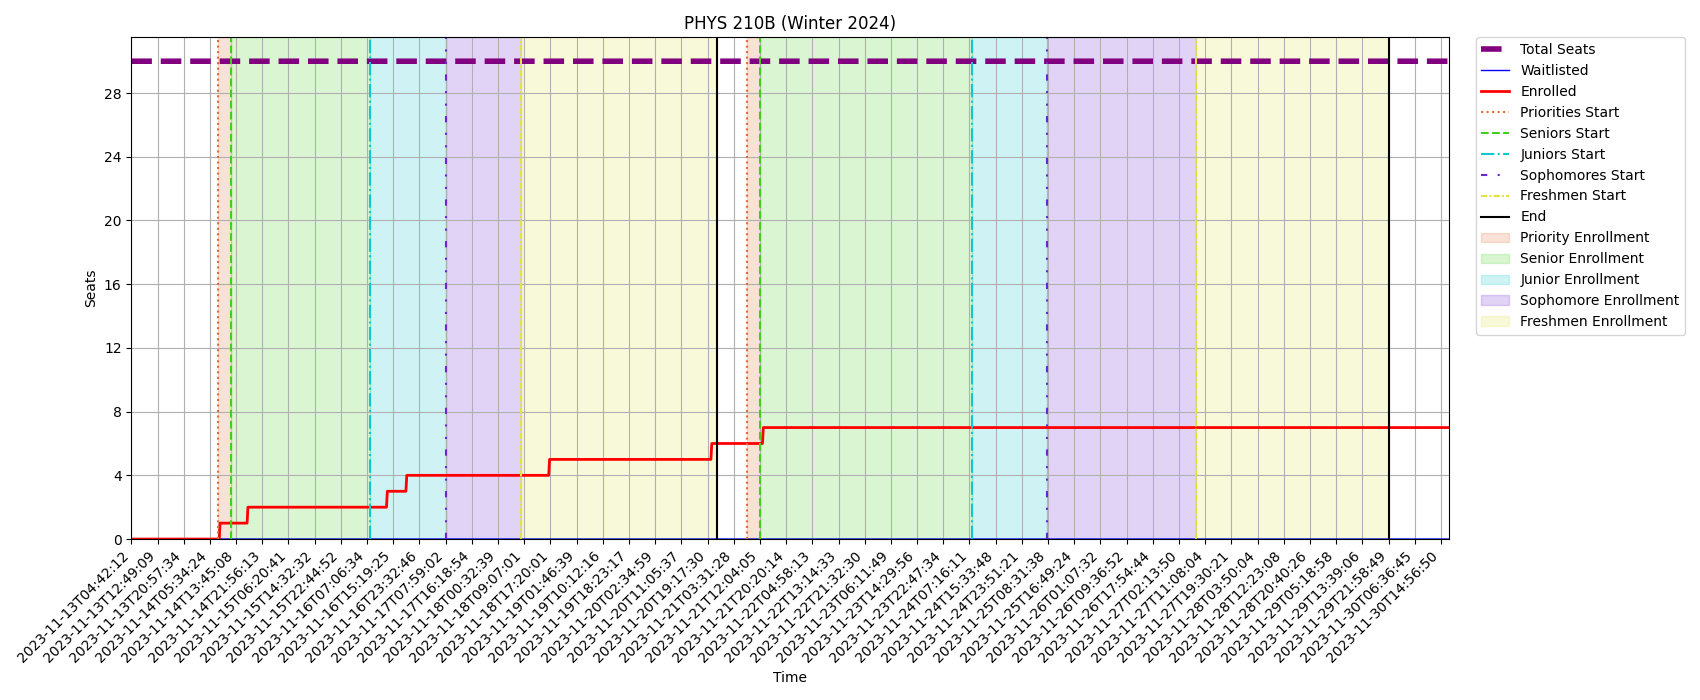 PHYS 210B (Winter 2024)
Total Seats
Waitlisted
Enrolled
Priorities Start
Seniors Start
Juniors Start
Sophomores Start
Freshmen Start
End
Priority Enrollment
Senior Enrollment
Junior Enrollment
Sophomore Enrollment
Freshmen Enrollment
Seats
28
24
20
16
12
8
4
0
2023-11-13T04:42:12
2023-11-13T12:49:09
2023-11-13T20:57:34
2023-11-14T05:34:24
2023-11-14T13:45:08
2023-11-14T21:56:13
2023-11-15T06:20:41
2023-11-15T14:32:32
2023-11-15T22:44:52
2023-11-16T07:06:34
2023-11-16T15:19:25
2023-11-16T23:32:46
2023-11-17T07:59:02
2023-11-17T16:18:54
2023-11-18T00:32:39
2023-11-18T09:07:01
2023-11-18T17:20:01
2023-11-19T01:46:39
2023-11-19T10:12:16
2023-11-19T18:23:17
2023-11-20T02:34:59
2023-11-20T11:05:37
2023-11-20T19:17:30
2023-11-21T03:31:28
2023-11-21T12:04:05
2023-11-21T20:20:14
2023-11-22T04:58:13
2023-11-22T13:14:33
2023-11-22T21:32:30
2023-11-23T06:11:49
2023-11-23T14:29:56
2023-11-23T22:47:34
2023-11-24T07:16:11
2023-11-24T15:33:48
2023-11-24T23:51:21
2023-11-25T08:31:38
2023-11-25T16:49:24
2023-11-26T01:07:32
2023-11-26T09:36:52
2023-11-26T17:54:44
2023-11-27T02:13:50
2023-11-27T11:08:04
2023-11-27T19:30:21
2023-11-28T03:50:04
2023-11-28T12:23:08
2023-11-28T20:40:26
2023-11-29T05:18:58
2023-11-29T13:39:06
2023-11-29T21:58:49
2023-11-30T06:36:45
2023-11-30T14:56:50
Time